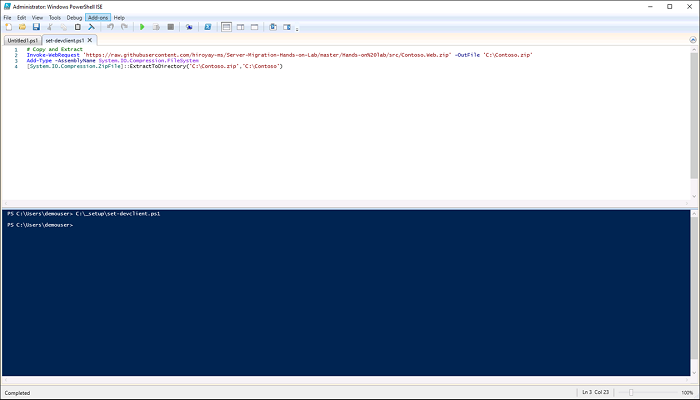 Administrator: Windows PowerShell ISE
File Edit View Tools Debug Add-ons Help
Untitled1.ps1 set-devclient.ps1
1 # Copy and Extract
2 Invoke-WebRequest 'https://raw.githubusercontent.com/hiroyay-ms/Server-Migration-Hands-on-Lab/master/Hands-on%20lab/src/Contoso.Web.zip' -OutFile 'C:\Contoso.zip'
3 Add-Type -AssemblyName System.IO.Compression.FileSystem
4 [System.IO.Compression.ZipFile]::ExtractToDirectory('C:\Contoso.zip','C:\Contoso')
PS C:\Users\demouser> C:\_setup\set-devclient.ps1
PS C:\Users\demouser>
Completed Ln 3 Col 23 100%